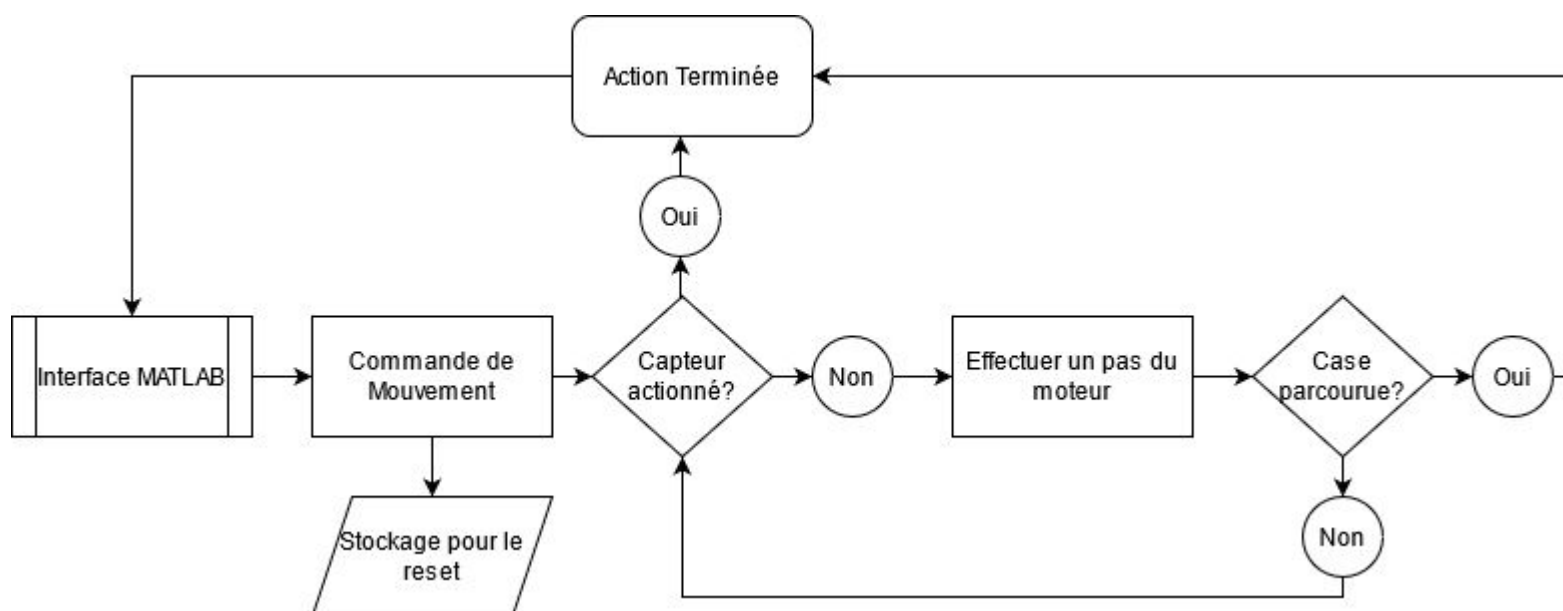 Action Terminée
Oui
Interface MATLAB
Commande de
Mouvement
Capteur
actionné?
Non
Effectuer un pas du
moteur
Case
parcourue?
Oui
Stockage pour le
reset
Non